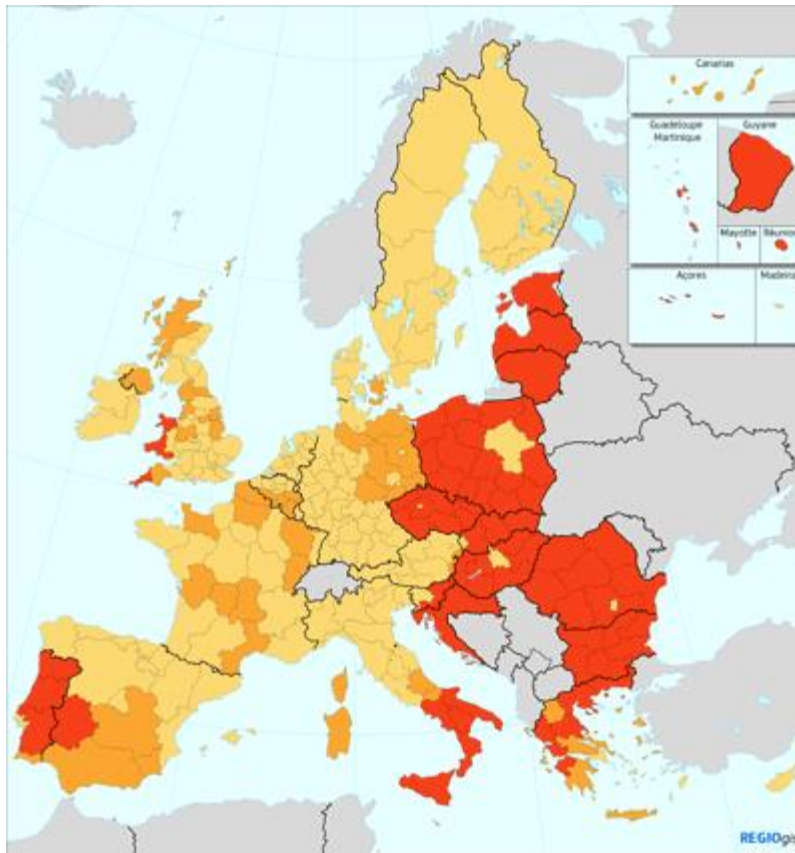 Canarias
Guadeloupe
Martinique
Guyane
Mayotte
Réunion
Açores
Madeira
REGIOgis